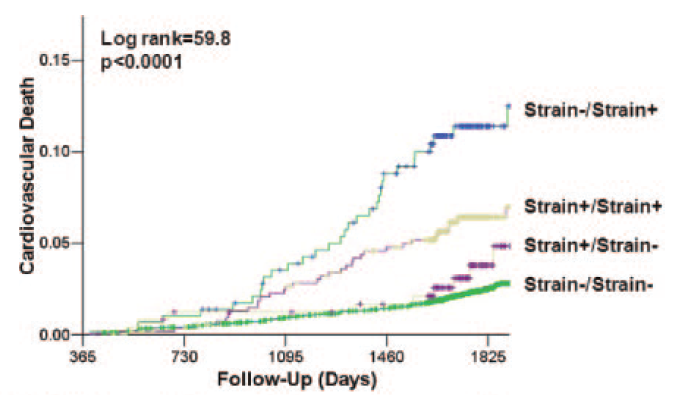 Log rank=59.8
p<0.0001
Cardiovascular Death
0.15
0.10
0.05
0.00
365 730 1095 1460 1825
Follow-Up (Days)
Strain-/Strain+
Strain+/Strain+
Strain+/Strain-
Strain-/Strain-